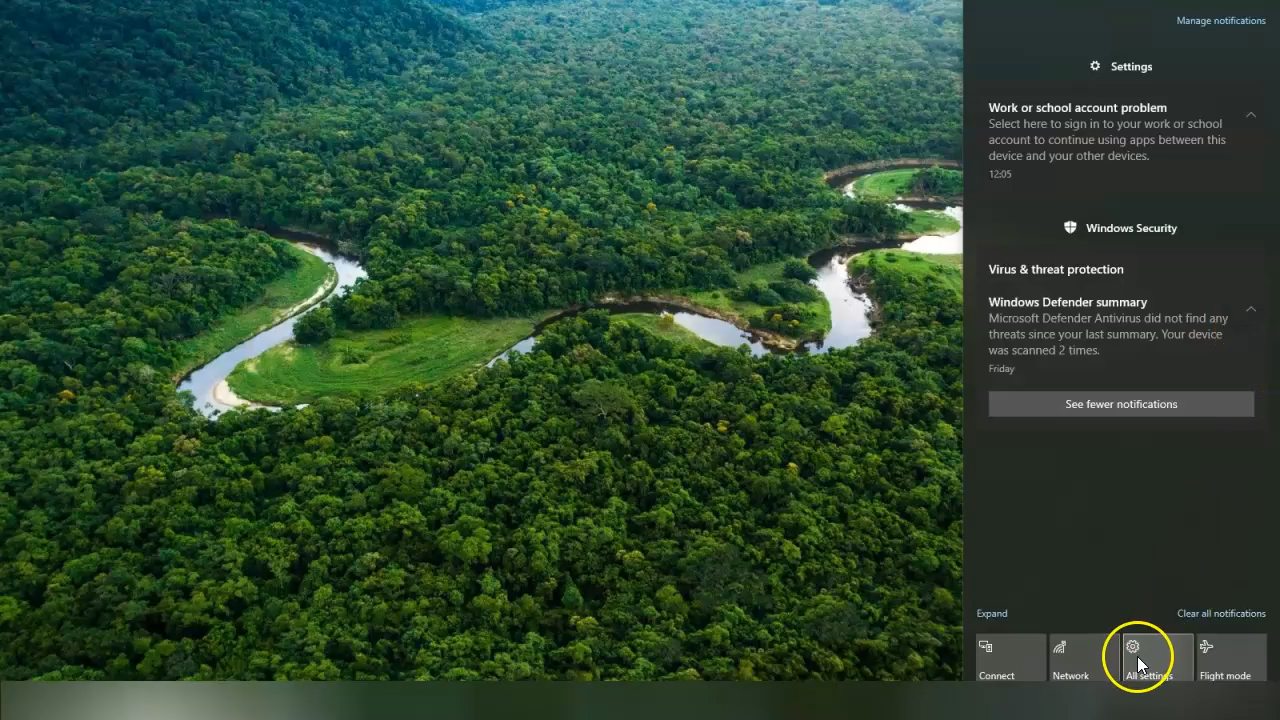 Manage notifications
Settings
Work or school account problem
Select here to sign in to your work or school
account to continue using apps between this
device and your other devices.
12:05
Windows Security
Virus & threat protection
Windows Defender summary
Microsoft Defender Antivirus did not find any
threats since your last summary. Your device
was scanned 2 times.
Friday
See fewer notifications
Expand
Clear all notifications
Connect
Network
All settings
Flight mode